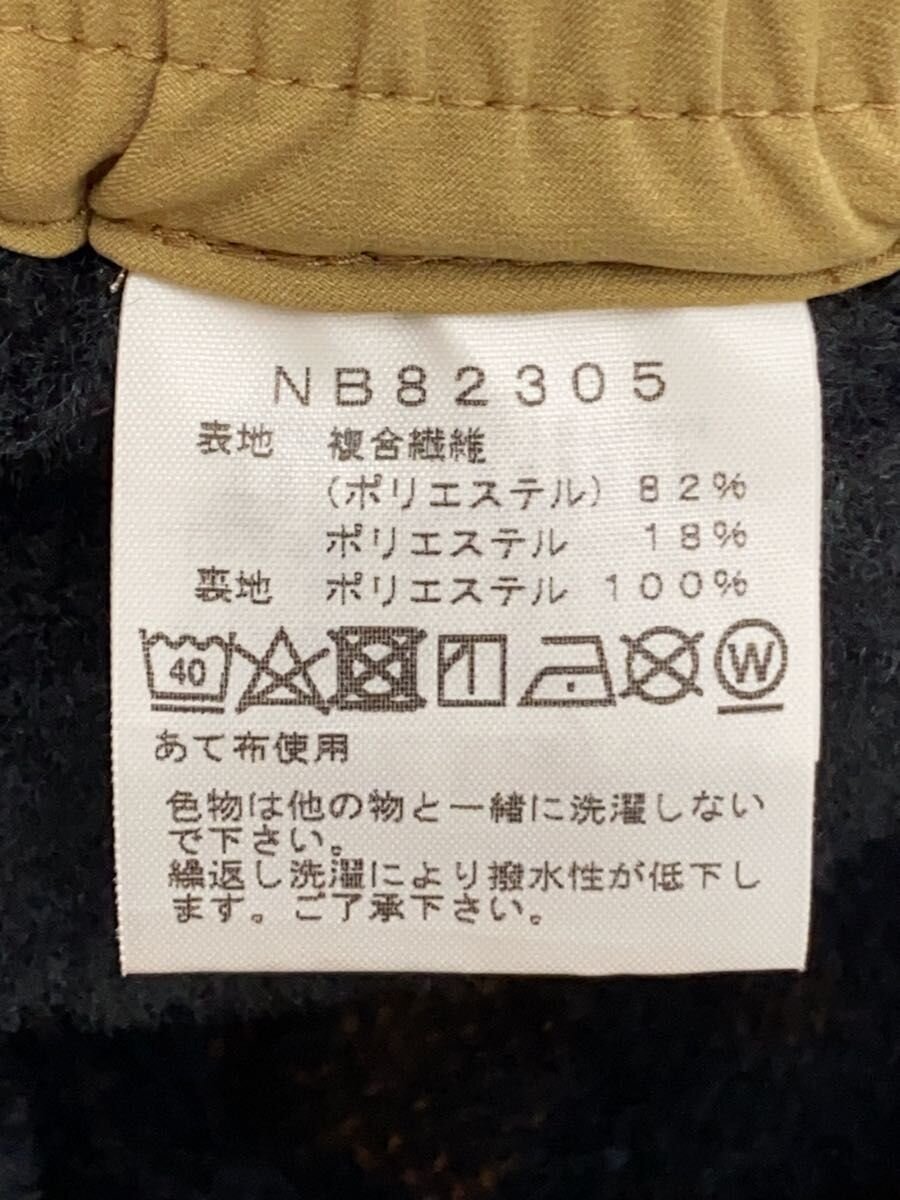 NB82305
表地 複合繊維
(ポリエステル) 82%
ポリエステル 18%
裏地 ポリエステル 100%
40 W
あて布使用
色物は他の物と一緒に洗濯しない
で下さい。
繰返し洗濯により撥水性が低下し
ます。ご了承下さい。